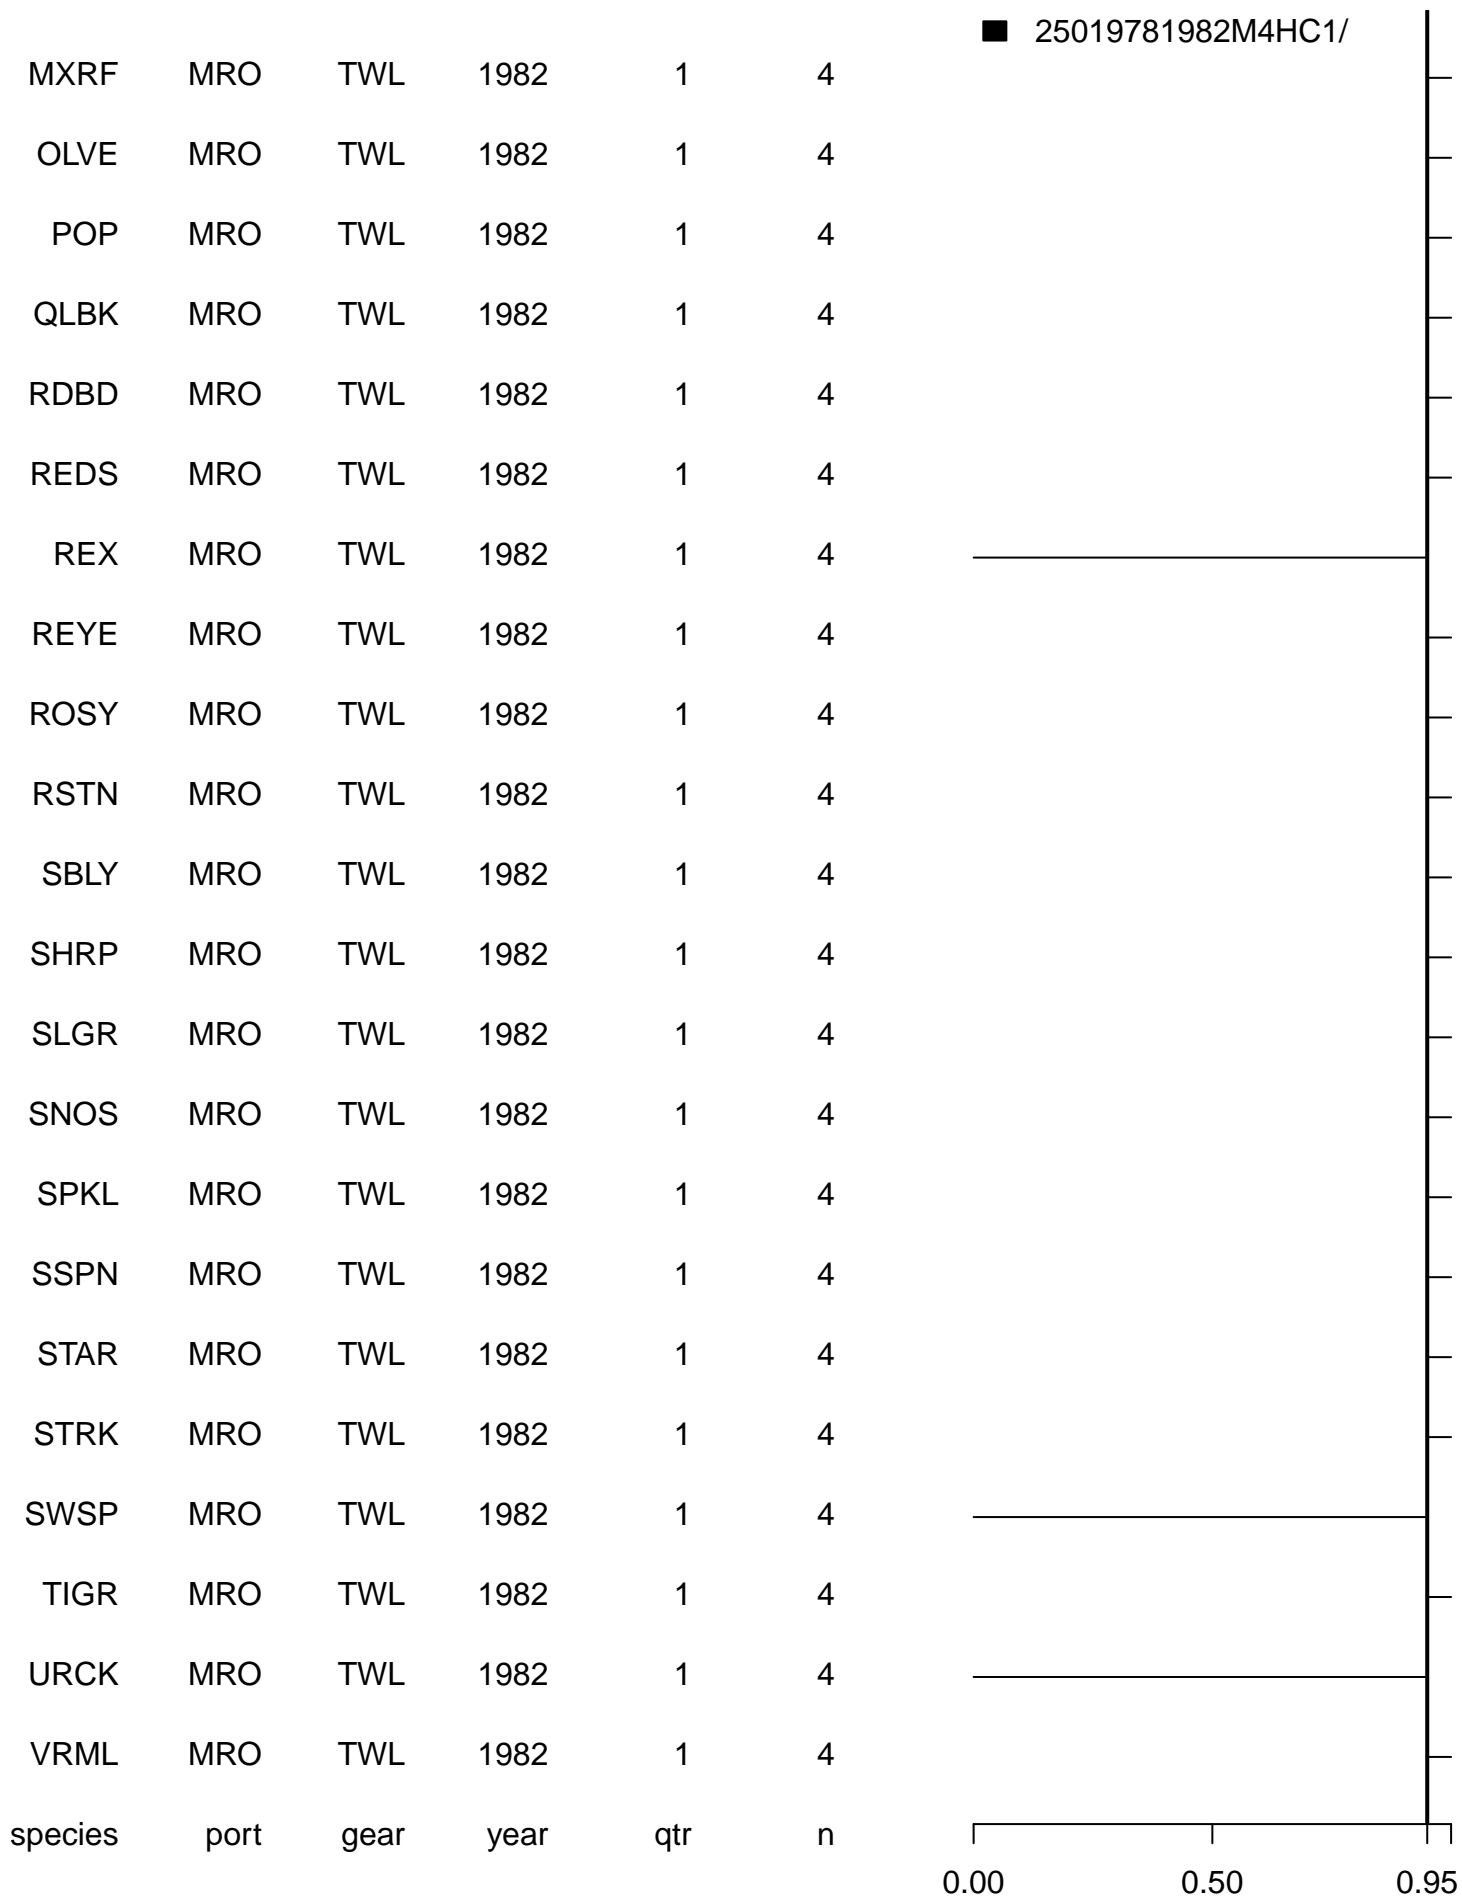 25019781982M4HC1/
MXRF MRO TWL 1982 1 4
OLVE MRO TWL 1982 1 4
POP MRO TWL 1982 1 4
QLBK MRO TWL 1982 1 4
RDBD MRO TWL 1982 1 4
REDS MRO TWL 1982 1 4
REX MRO TWL 1982 1 4
REYE MRO TWL 1982 1 4
ROSY MRO TWL 1982 1 4
RSTN MRO TWL 1982 1 4
SBLY MRO TWL 1982 1 4
SHRP MRO TWL 1982 1 4
SLGR MRO TWL 1982 1 4
SNOS MRO TWL 1982 1 4
SPKL MRO TWL 1982 1 4
SSPN MRO TWL 1982 1 4
STAR MRO TWL 1982 1 4
STRK MRO TWL 1982 1 4
SWSP MRO TWL 1982 1 4
TIGR MRO TWL 1982 1 4
URCK MRO TWL 1982 1 4
VRML MRO TWL 1982 1 4
species port gear year qtr n
0.00 0.50 0.95